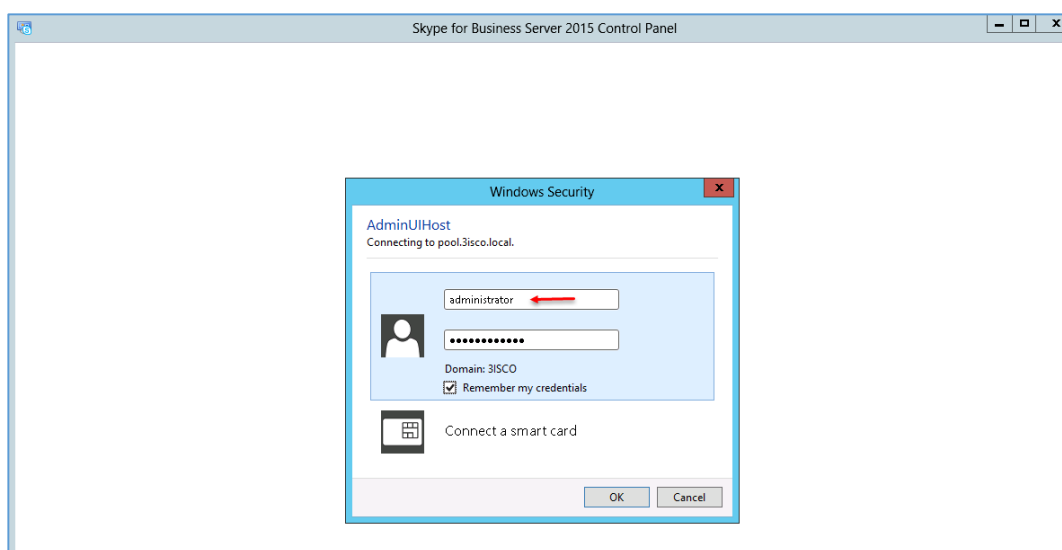 Skype for Business Server 2015 Control Panel
Windows Security
AdminUIHost
Connecting to pool.3isco.local.
administrator
••••••••••••
Domain: 3ISCO
Remember my credentials
Connect a smart card
OK Cancel